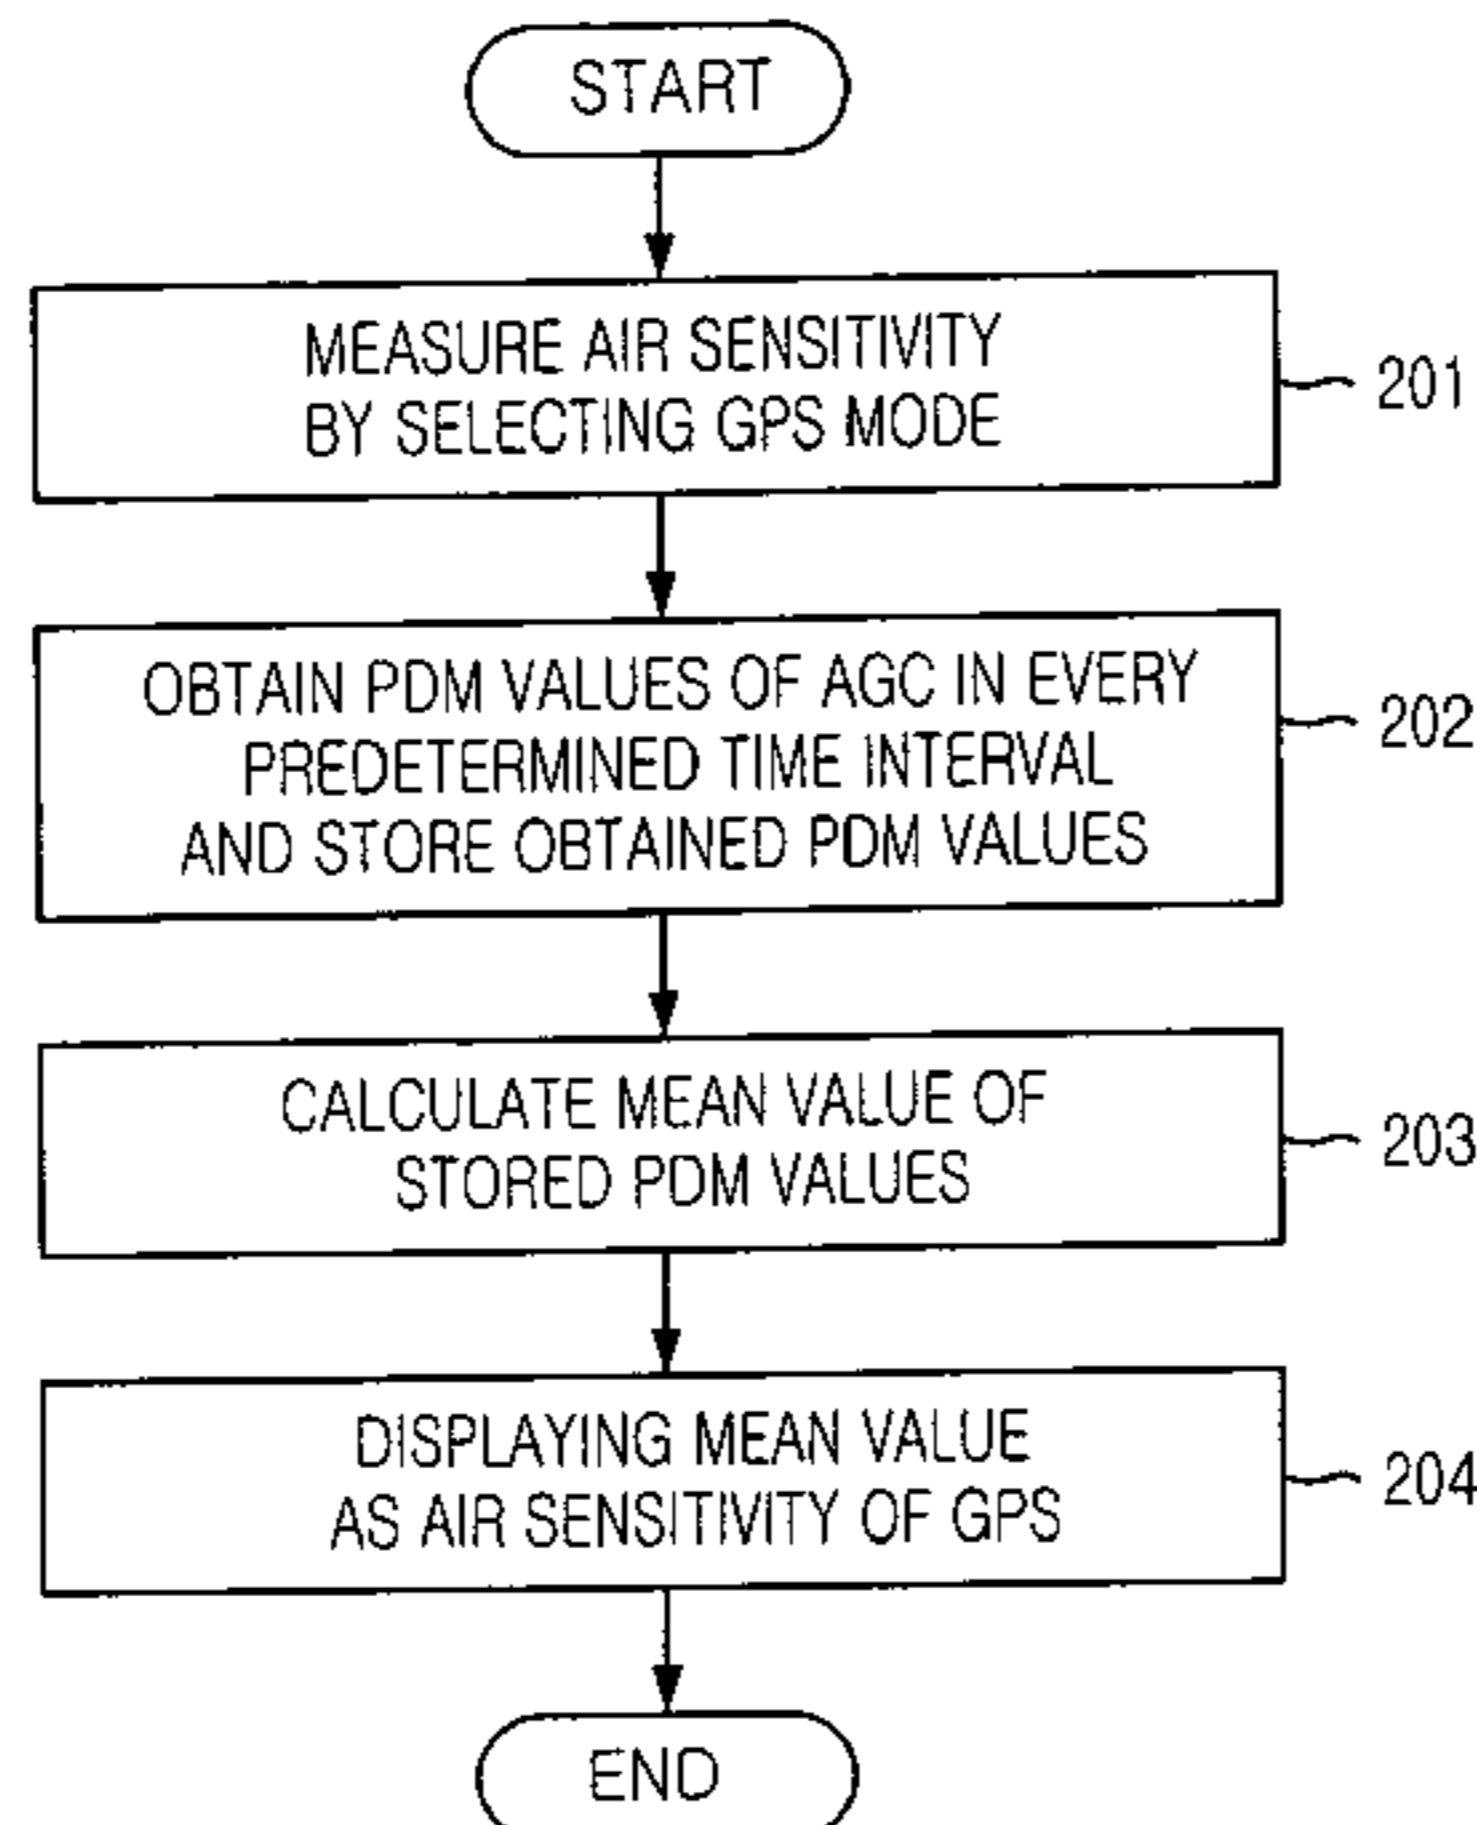 START
MEASURE AIR SENSITIVITY
BY SELECTING GPS MODE
201
OBTAIN PDM VALUES OF AGC IN EVERY
PREDETERMINED TIME INTERVAL
AND STORE OBTAINED PDM VALUES
202
CALCULATE MEAN VALUE OF
STORED PDM VALUES
203
DISPLAYING MEAN VALUE
AS AIR SENSITIVITY OF GPS
204
END